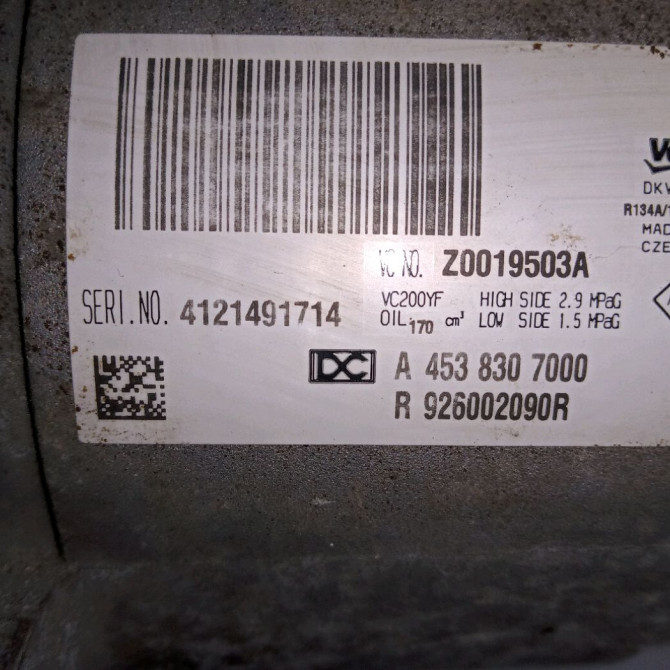 DKV
R134A/
MAD
CZE
VC NO. Z0019503A
SERI.NO. 4121491714
VC200YF HIGH SIDE 2.9 MPaG
OIL:170 cm³ LOW SIDE 1.5 MPaG
DC A 453 830 7000
R 926002090R